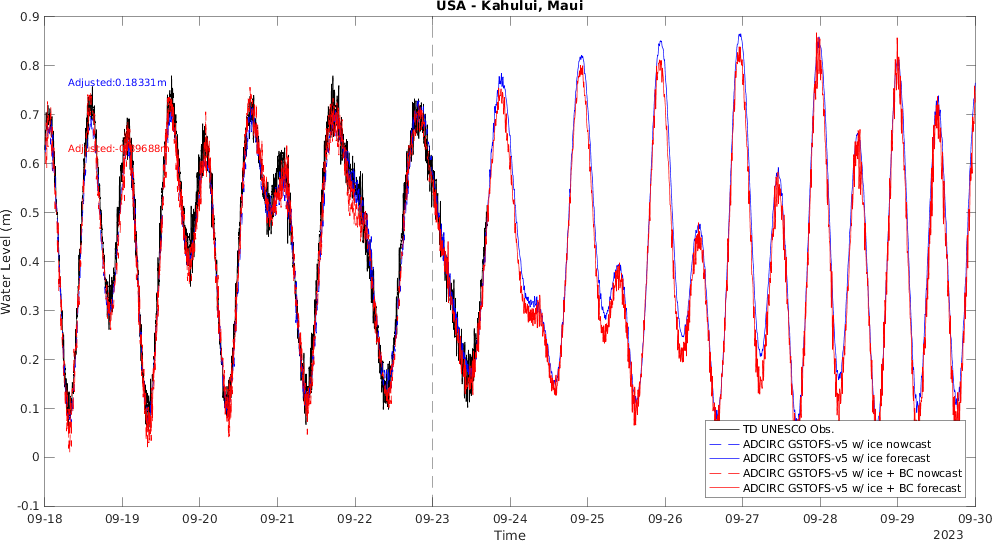 USA - Kahului, Maui
0.9
0.8
0.7
0.6
0.5
0.4
0.3
0.2
0.1
0
-0.1
Water Level (m)
Adjusted:0.18331m
TD UNESCO Obs.
ADCIRC GSTOFS-v5 w/ ice nowcast
ADCIRC GSTOFS-v5 w/ ice forecast
ADCIRC GSTOFS-v5 w/ ice + BC nowcast
ADCIRC GSTOFS-v5 w/ ice + BC forecast
09-18 09-19 09-20 09-21 09-22 09-23 09-24 09-25 09-26 09-27 09-28 09-29 09-30
Time
2023